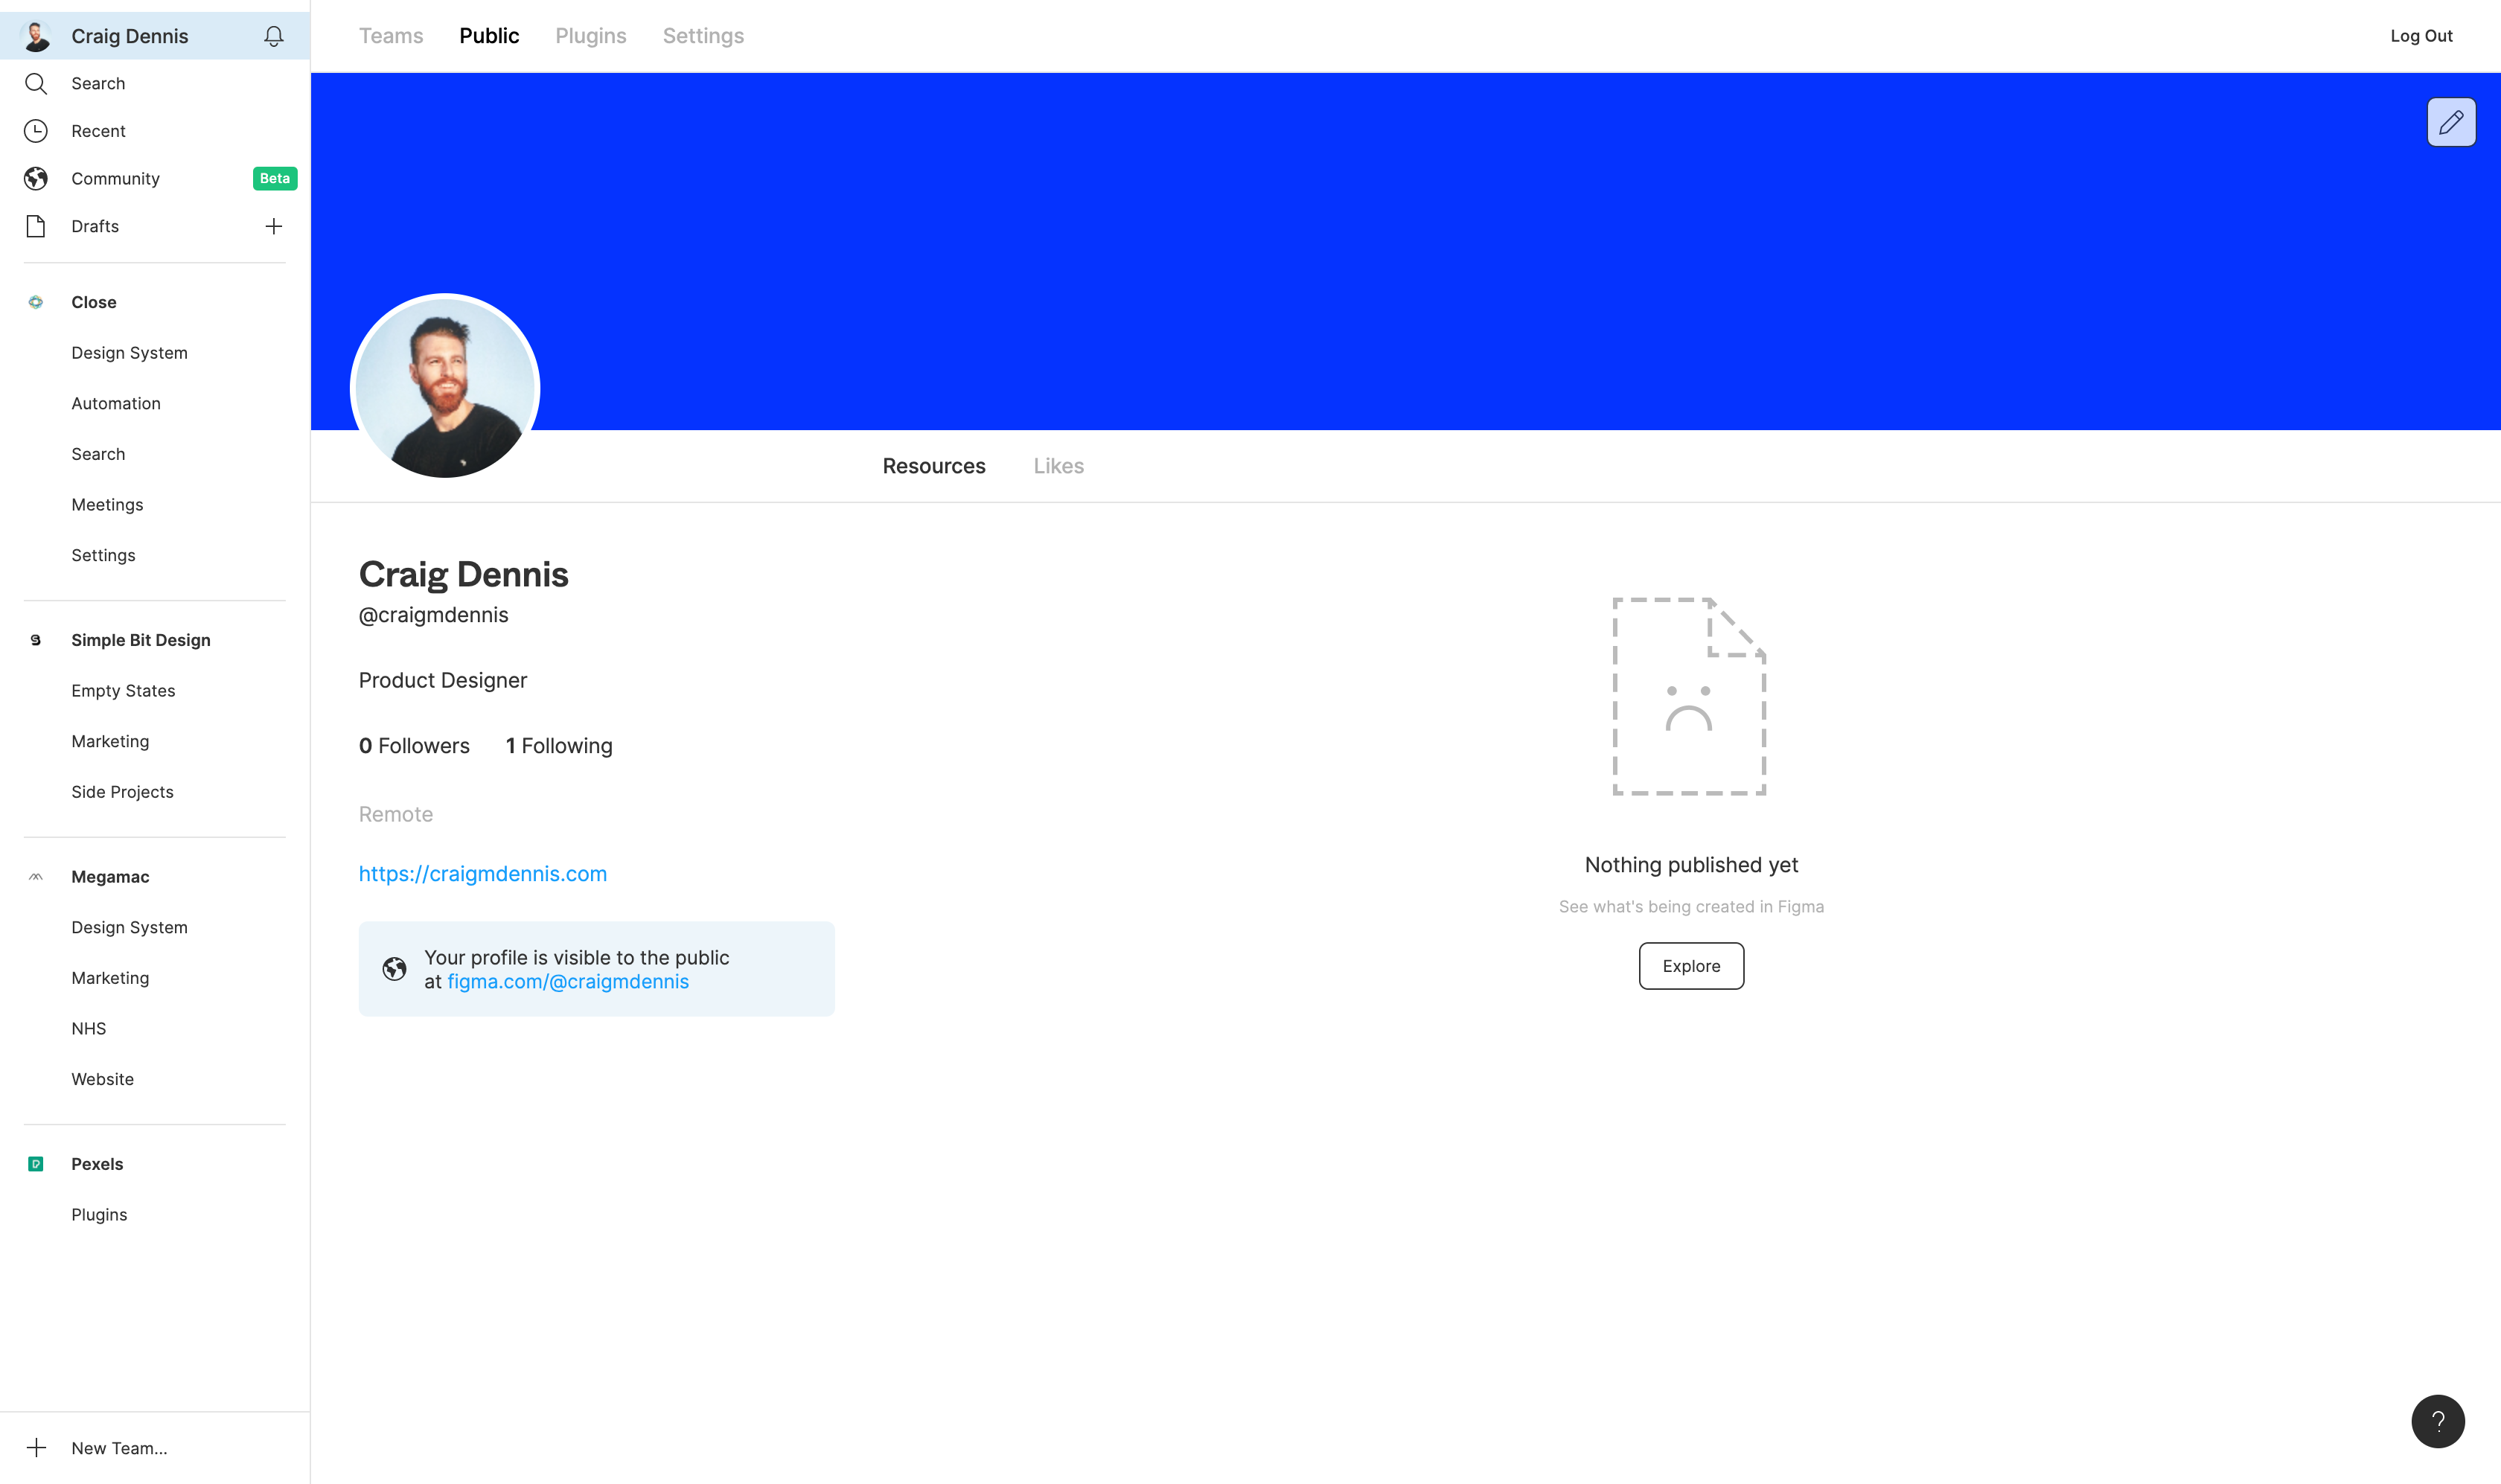 Craig Dennis
Search
Recent
Community
Beta
Drafts
Close
Design System
Automation
Search
Meetings
Settings
Simple Bit Design
Empty States
Marketing
Side Projects
Megamac
Design System
Marketing
NHS
Website
Pexels
Plugins
New Team...
Teams Public Plugins Settings
Log Out
Resources Likes
Craig Dennis
@craigmdennis
Product Designer
0 Followers 1 Following
Remote
https://craigmdennis.com
Your profile is visible to the public
at figma.com/@craigmdennis
Nothing published yet
See what's being created in Figma
Explore
?